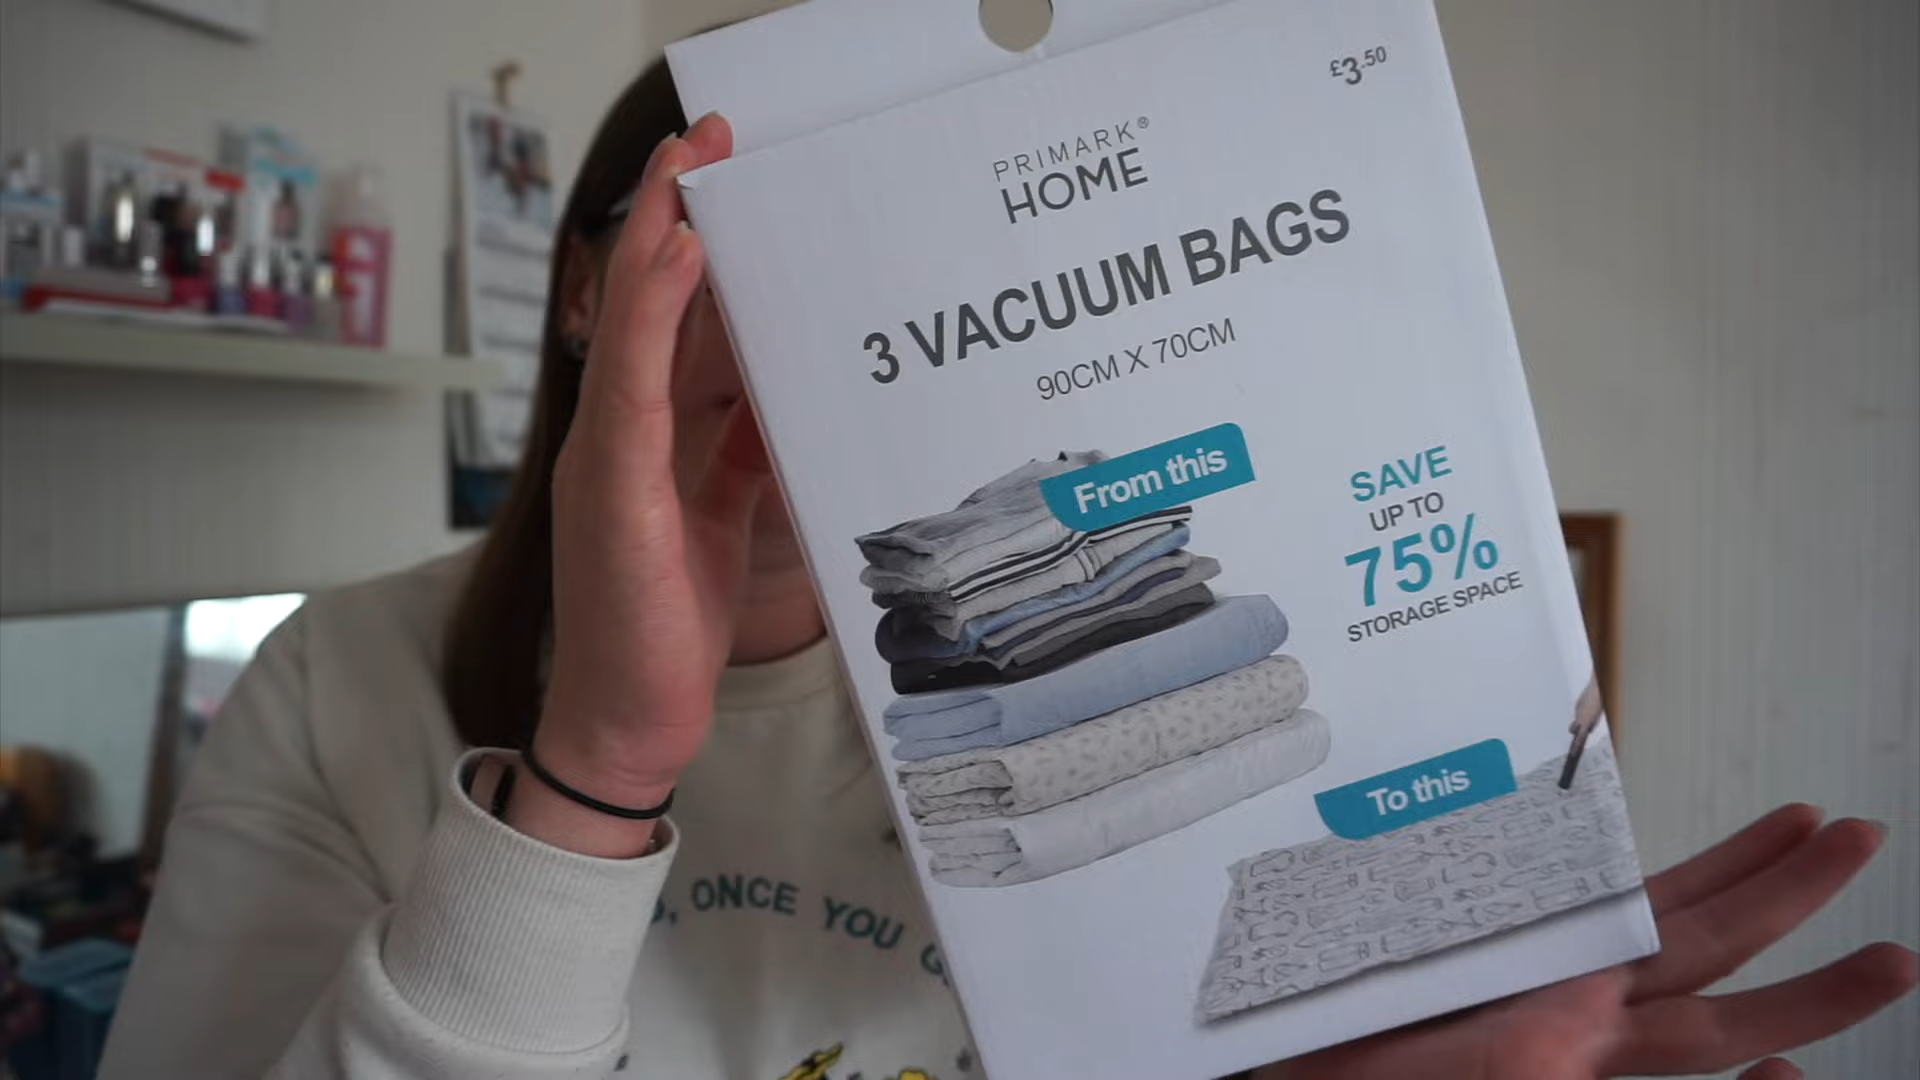 £3.50
PRIMARK®
HOME
3 VACUUM BAGS
90CM X 70CM
From this
SAVE
UP TO
75%
STORAGE SPACE
To this
ONCE YOU